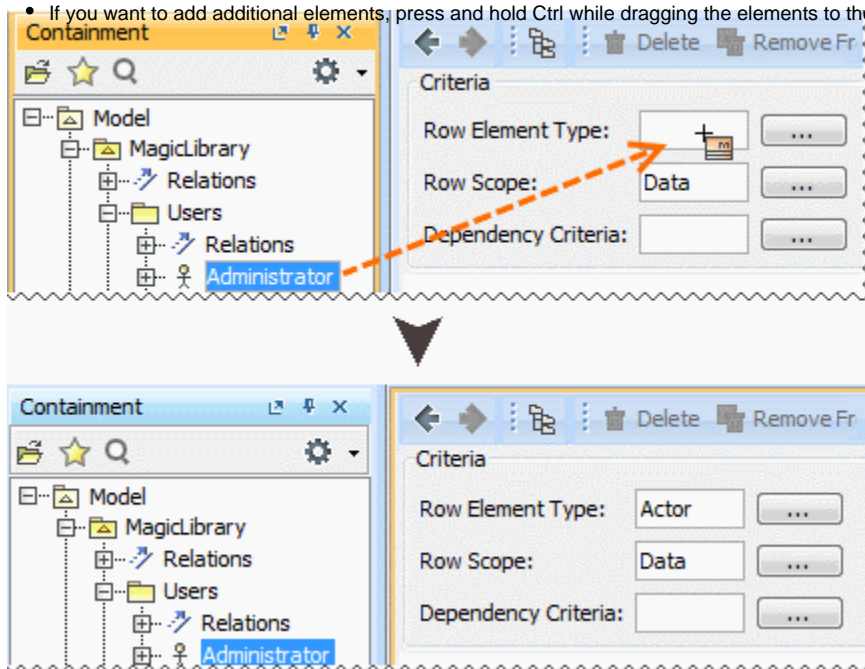 If you want to add additional elements, press and hold Ctrl while dragging the elements to the
Containment
Delete Remove Fr
Criteria
Model
Row Element Type: ...
MagicLibrary
Relations
Row Scope: Data ...
Users
Relations
Dependency Criteria: ...
Administrator
Containment
Delete Remove Fr
Criteria
Model
Row Element Type: Actor ...
MagicLibrary
Relations
Row Scope: Data ...
Users
Relations
Dependency Criteria: ...
Administrator